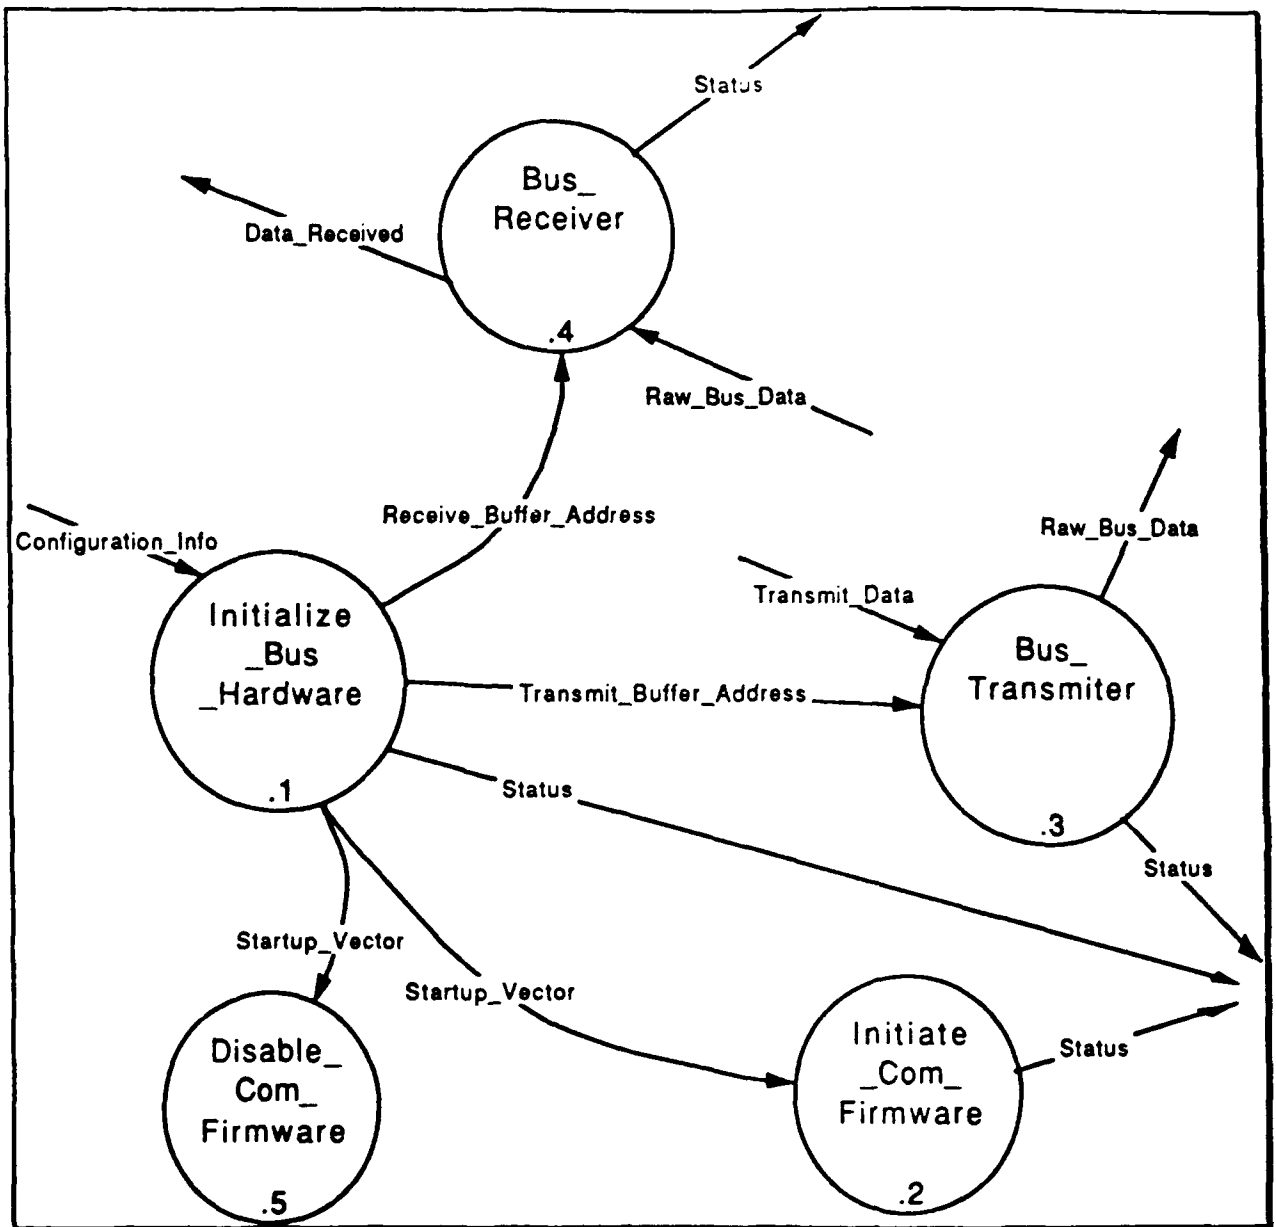 Status
Bus_
Receiver
.4
Data_Received
Raw_Bus_Data
Receive_Buffer_Address
Configuration_Info
Initialize
_Bus
_Hardware
.1
Raw_Bus_Data
Transmit_Data
Bus_
Transmiter
.3
Transmit_Buffer_Address
Status
Status
Startup_Vector
Startup_Vector
Disable_
Com_
Firmware
.5
Initiate
_Com_
Firmware
.2
Status